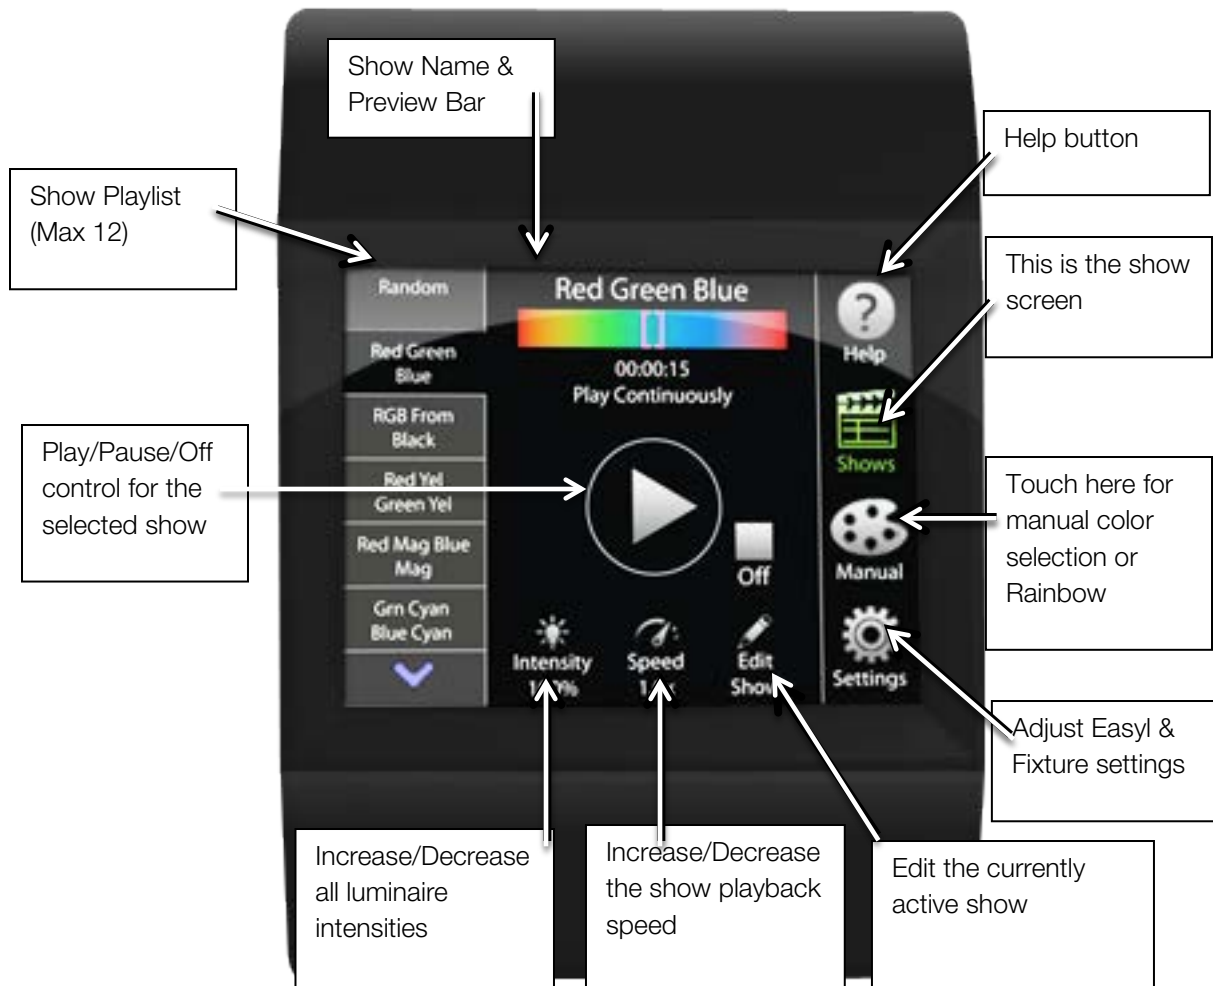 Show Name &
Preview Bar
Help button
Show Playlist
(Max 12)
This is the show
screen
Random
Red Green Blue
Help
Red Green
Blue
00:00:15
Play Continuously
RGB From
Black
Shows
Play/Pause/Off
control for the
selected show
Red Yel
Green Yel
Touch here for
manual color
selection or
Rainbow
Red Mag Blue
Mag
Off
Manual
Grn Cyan
Blue Cyan
Intensity
Speed
Edit
Show
Settings
Adjust EasyI &
Fixture settings
Increase/Decrease
all luminaire
intensities
Increase/Decrease
the show playback
speed
Edit the currently
active show